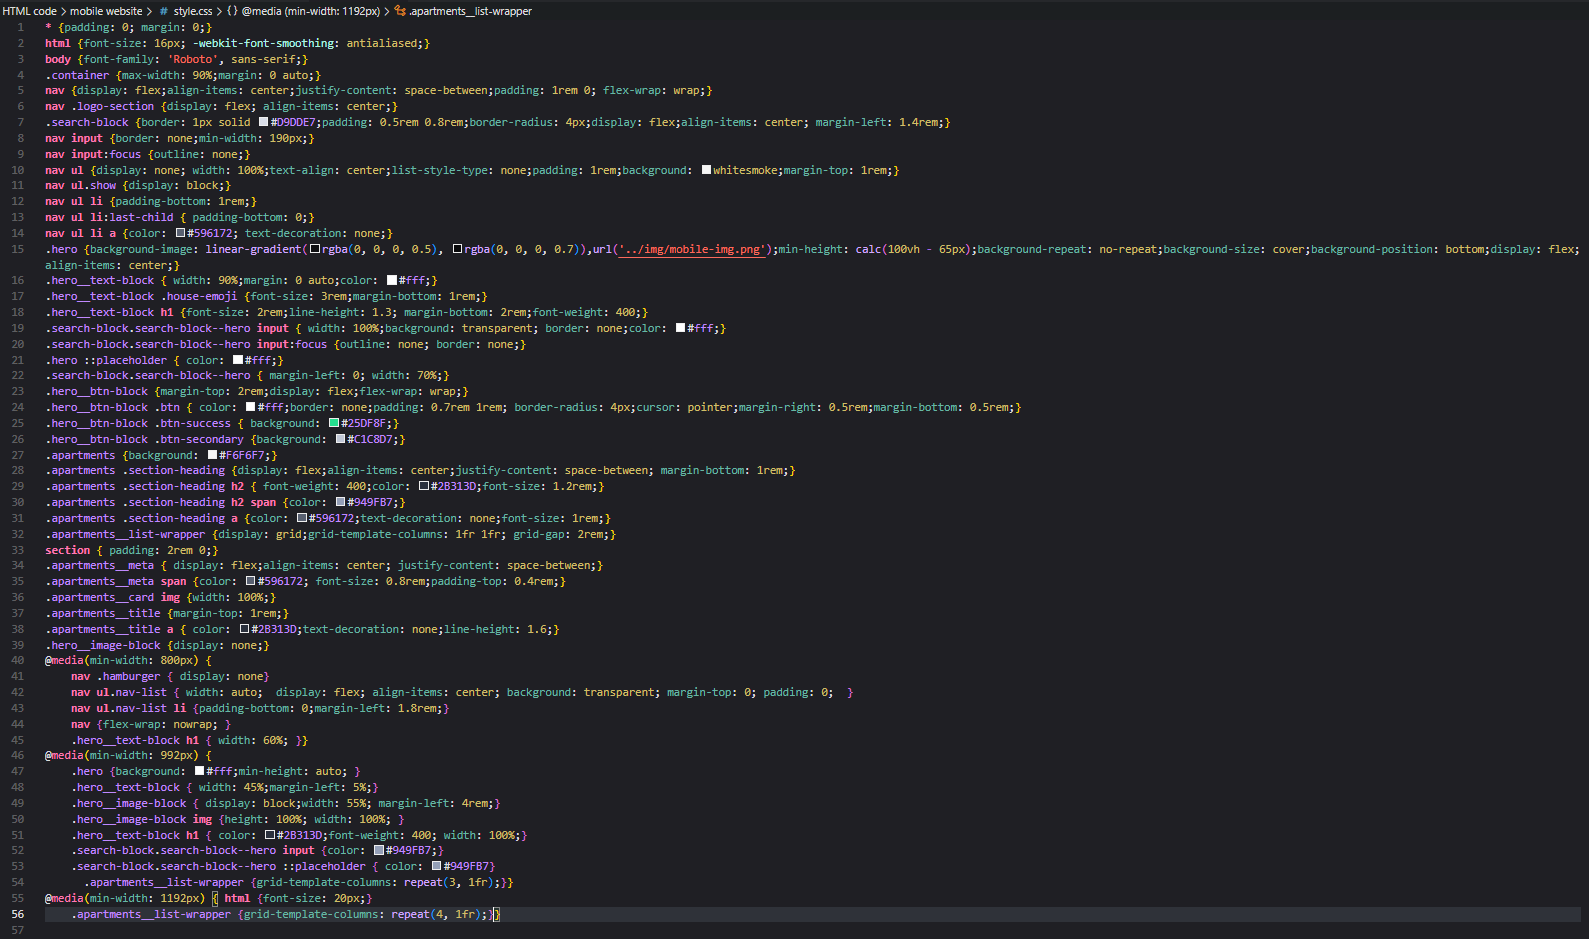 HTML code > mobile website > # style.css > {} @media (min-width: 1192px) > .apartments__list-wrapper
1 * {padding: 0; margin: 0;}
2 html {font-size: 16px; -webkit-font-smoothing: antialiased;}
3 body {font-family: 'Roboto', sans-serif;}
4 .container {max-width: 90%;margin: 0 auto;}
5 nav {display: flex;align-items: center;justify-content: space-between;padding: 1rem 0; flex-wrap: wrap;}
6 nav .logo-section {display: flex; align-items: center;}
7 .search-block {border: 1px solid #D9DDE7;padding: 0.5rem 0.8rem;border-radius: 4px;display: flex;align-items: center; margin-left: 1.4rem;}
8 nav input {border: none;min-width: 190px;}
9 nav input:focus {outline: none;}
10 nav ul {display: none; width: 100%;text-align: center;list-style-type: none;padding: 1rem;background: whitesmoke;margin-top: 1rem;}
11 nav ul.show {display: block;}
12 nav ul li {padding-bottom: 1rem;}
13 nav ul li:last-child { padding-bottom: 0;}
14 nav ul li a {color: #596172; text-decoration: none;}
15 .hero {background-image: linear-gradient(rgba(0, 0, 0, 0.5), rgba(0, 0, 0, 0.7)),url('../img/mobile-img.png');min-height: calc(100vh - 65px);background-repeat: no-repeat;background-size: cover;background-position: bottom;display: flex;
align-items: center;}
16 .hero__text-block { width: 90%;margin: 0 auto;color: #fff;}
17 .hero__text-block .house-emoji {font-size: 3rem;margin-bottom: 1rem;}
18 .hero__text-block h1 {font-size: 2rem;line-height: 1.3; margin-bottom: 2rem;font-weight: 400;}
19 .search-block.search-block--hero input { width: 100%;background: transparent; border: none;color: #fff;}
20 .search-block.search-block--hero input:focus {outline: none; border: none;}
21 .hero ::placeholder { color: #fff;}
22 .search-block.search-block--hero { margin-left: 0; width: 70%;}
23 .hero__btn-block {margin-top: 2rem;display: flex;flex-wrap: wrap;}
24 .hero__btn-block .btn { color: #fff;border: none;padding: 0.7rem 1rem; border-radius: 4px;cursor: pointer;margin-right: 0.5rem;margin-bottom: 0.5rem;}
25 .hero__btn-block .btn-success { background: #25DF8F;}
26 .hero__btn-block .btn-secondary {background: #C1C8D7;}
27 .apartments {background: #F6F6F7;}
28 .apartments .section-heading {display: flex;align-items: center;justify-content: space-between; margin-bottom: 1rem;}
29 .apartments .section-heading h2 { font-weight: 400;color: #2B313D;font-size: 1.2rem;}
30 .apartments .section-heading h2 span {color: #949FB7;}
31 .apartments .section-heading a {color: #596172;text-decoration: none;font-size: 1rem;}
32 .apartments__list-wrapper {display: grid;grid-template-columns: 1fr 1fr; grid-gap: 2rem;}
33 section { padding: 2rem 0;}
34 .apartments__meta { display: flex;align-items: center; justify-content: space-between;}
35 .apartments__meta span {color: #596172; font-size: 0.8rem;padding-top: 0.4rem;}
36 .apartments__card img {width: 100%;}
37 .apartments__title {margin-top: 1rem;}
38 .apartments__title a { color: #2B313D;text-decoration: none;line-height: 1.6;}
39 .hero__image-block {display: none;}
40 @media(min-width: 800px) {
41 nav .hamburger { display: none}
42 nav ul.nav-list { width: auto;  display: flex; align-items: center; background: transparent; margin-top: 0; padding: 0;  }
43 nav ul.nav-list li {padding-bottom: 0;margin-left: 1.8rem;}
44 nav {flex-wrap: nowrap; }
45 .hero__text-block h1 { width: 60%; }}
46 @media(min-width: 992px) {
47 .hero {background: #fff;min-height: auto; }
48 .hero__text-block { width: 45%;margin-left: 5%;}
49 .hero__image-block { display: block;width: 55%; margin-left: 4rem;}
50 .hero__image-block img {height: 100%; width: 100%; }
51 .hero__text-block h1 { color: #2B313D;font-weight: 400; width: 100%;}
52 .search-block.search-block--hero input {color: #949FB7;}
53 .search-block.search-block--hero ::placeholder { color: #949FB7}
54 .apartments__list-wrapper {grid-template-columns: repeat(3, 1fr);}}
55 @media(min-width: 1192px) { html {font-size: 20px;}
56 .apartments__list-wrapper {grid-template-columns: repeat(4, 1fr);}}
57